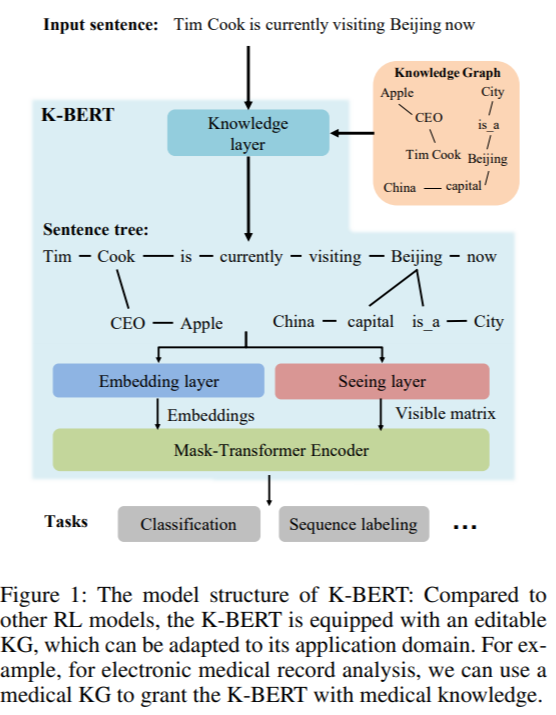 Input sentence: Tim Cook is currently visiting Beijing now
Knowledge Graph
Apple City
CEO is_a
Tim Cook Beijing
China capital
K-BERT
Knowledge
layer
Sentence tree:
Tim Cook is currently visiting Beijing now
CEO Apple China capital is_a City
Embedding layer Seeing layer
Embeddings Visible matrix
Mask-Transformer Encoder
Tasks Classification Sequence labeling ...
Figure 1: The model structure of K-BERT: Compared to
other RL models, the K-BERT is equipped with an editable
KG, which can be adapted to its application domain. For ex-
ample, for electronic medical record analysis, we can use a
medical KG to grant the K-BERT with medical knowledge.